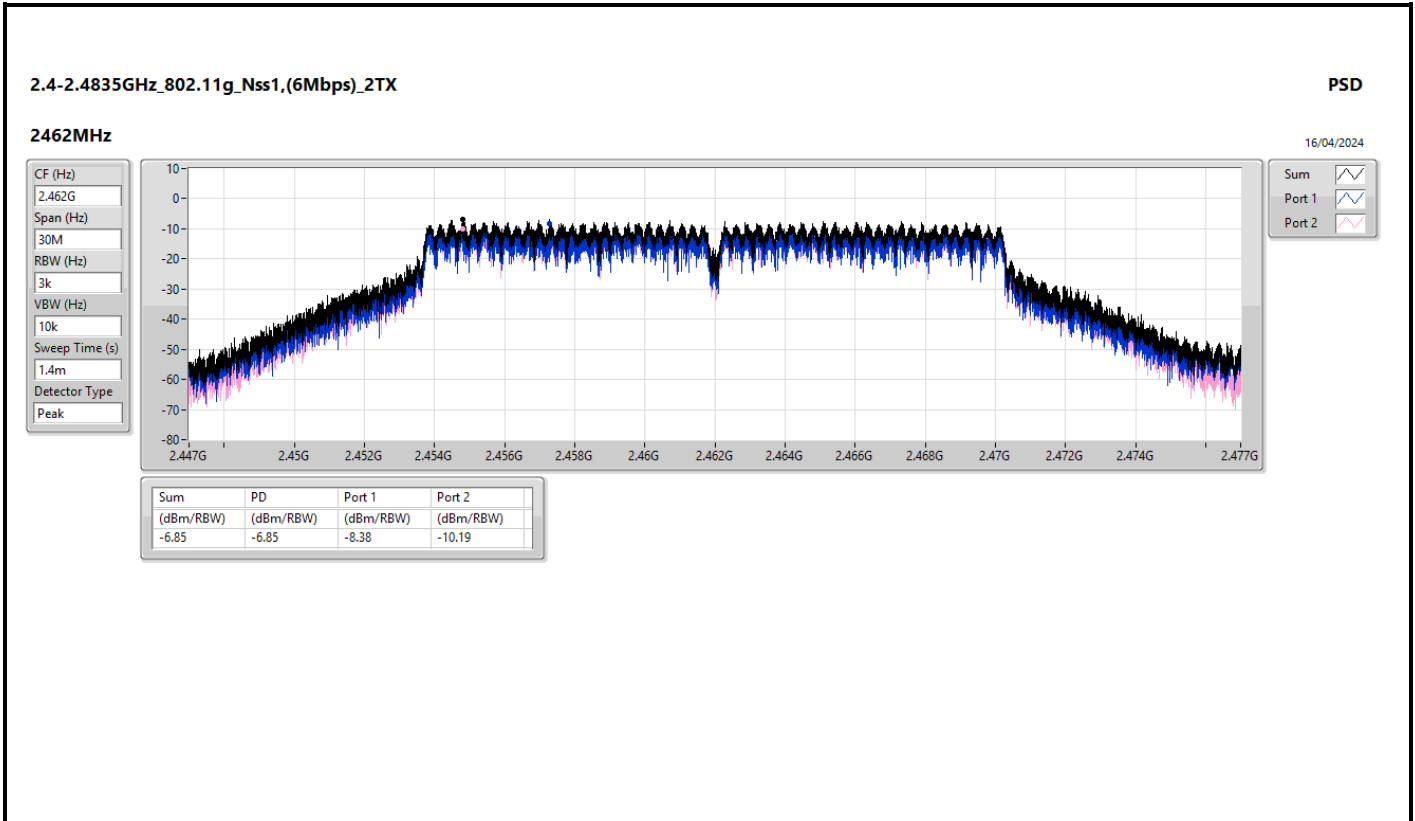 2.4-2.4835GHz_802.11g_Nss1,(6Mbps)_2TX
PSD
2462MHz
16/04/2024
CF (Hz)
2.462G
Span (Hz)
30M
RBW (Hz)
3k
VBW (Hz)
10k
Sweep Time (s)
1.4m
Detector Type
Peak
10
0
-10
-20
-30
-40
-50
-60
-70
-80
2.447G 2.45G 2.452G 2.454G 2.456G 2.458G 2.46G 2.462G 2.464G 2.466G 2.468G 2.47G 2.472G 2.474G 2.477G
Sum
Port 1
Port 2
Sum PD Port 1 Port 2
(dBm/RBW) (dBm/RBW) (dBm/RBW) (dBm/RBW)
-6.85 -6.85 -8.38 -10.19